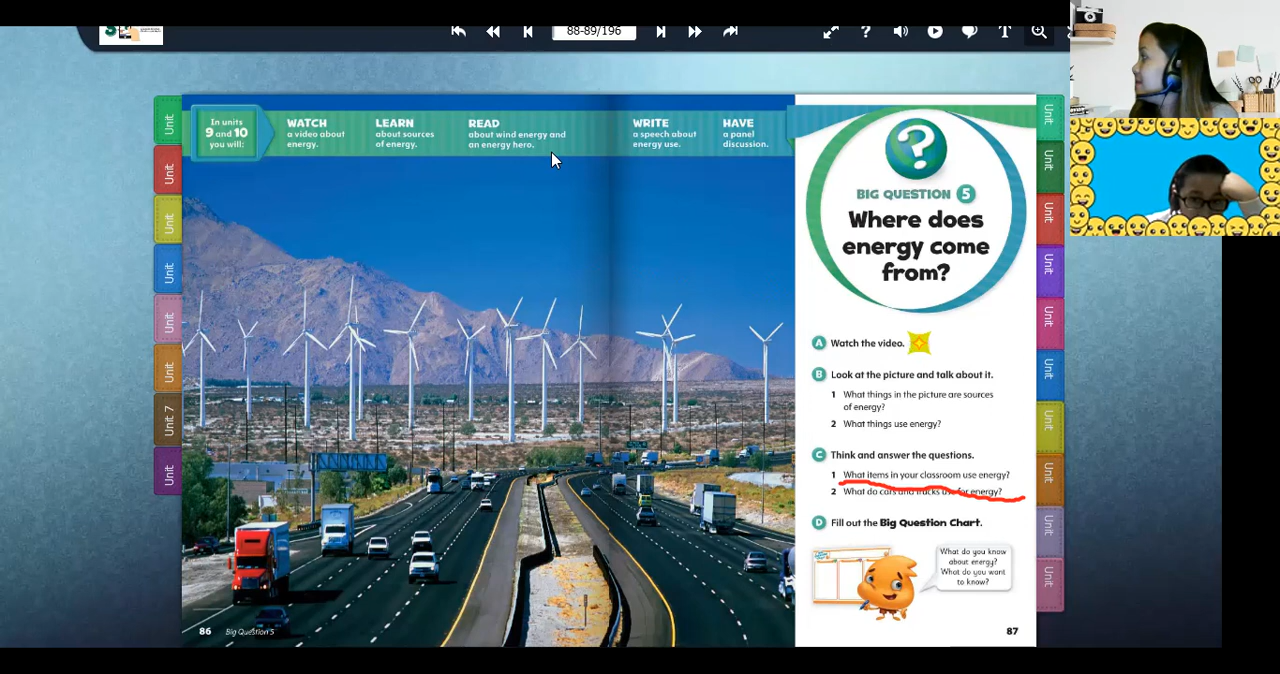 88-89/196
In units
9 and 10
you will:
WATCH
a video about
energy.
LEARN
about sources
of energy.
READ
about wind energy and
an energy hero.
WRITE
a speech about
energy use.
HAVE
a panel
discussion.
Unit
Unit
Unit
Unit
Unit
Unit
Unit 7
Unit
?
BIG QUESTION 5
Where does
energy come
from?
A Watch the video.
B Look at the picture and talk about it.
1 What things in the picture are sources
of energy?
2 What things use energy?
C Think and answer the questions.
1 What items in your classroom use energy?
2 What do cars and trucks use for energy?
D Fill out the Big Question Chart.
What do you know
about energy?
What do you want
to know?
86 Big Question 5
87
Unit
Unit
Unit
Unit
Unit
Unit
Unit
Unit
Unit
Unit